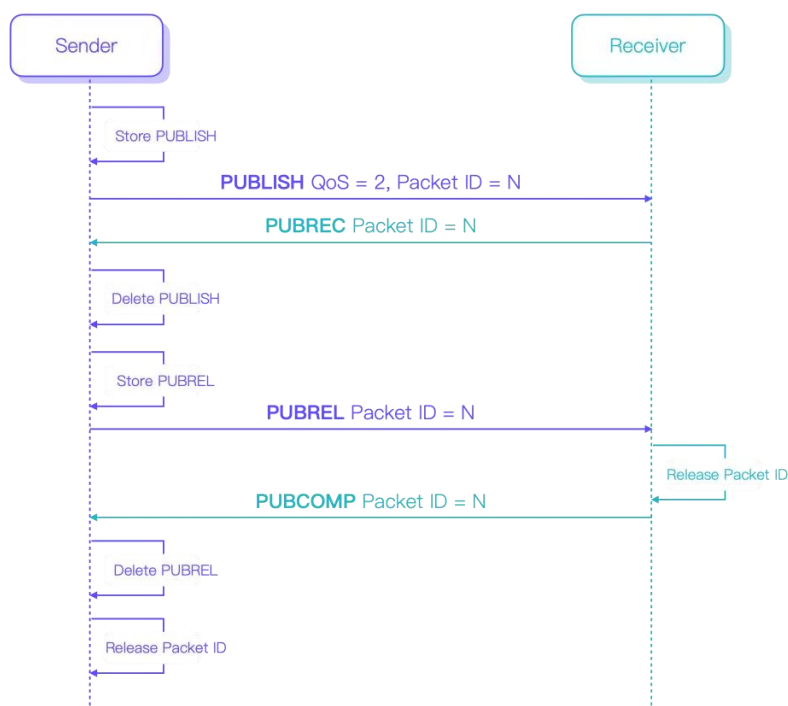 Sender
Receiver
Store PUBLISH
PUBLISH QoS = 2, Packet ID = N
PUBREC Packet ID = N
Delete PUBLISH
Store PUBREL
PUBREL Packet ID = N
Release Packet ID
PUBCOMP Packet ID = N
Delete PUBREL
Release Packet ID